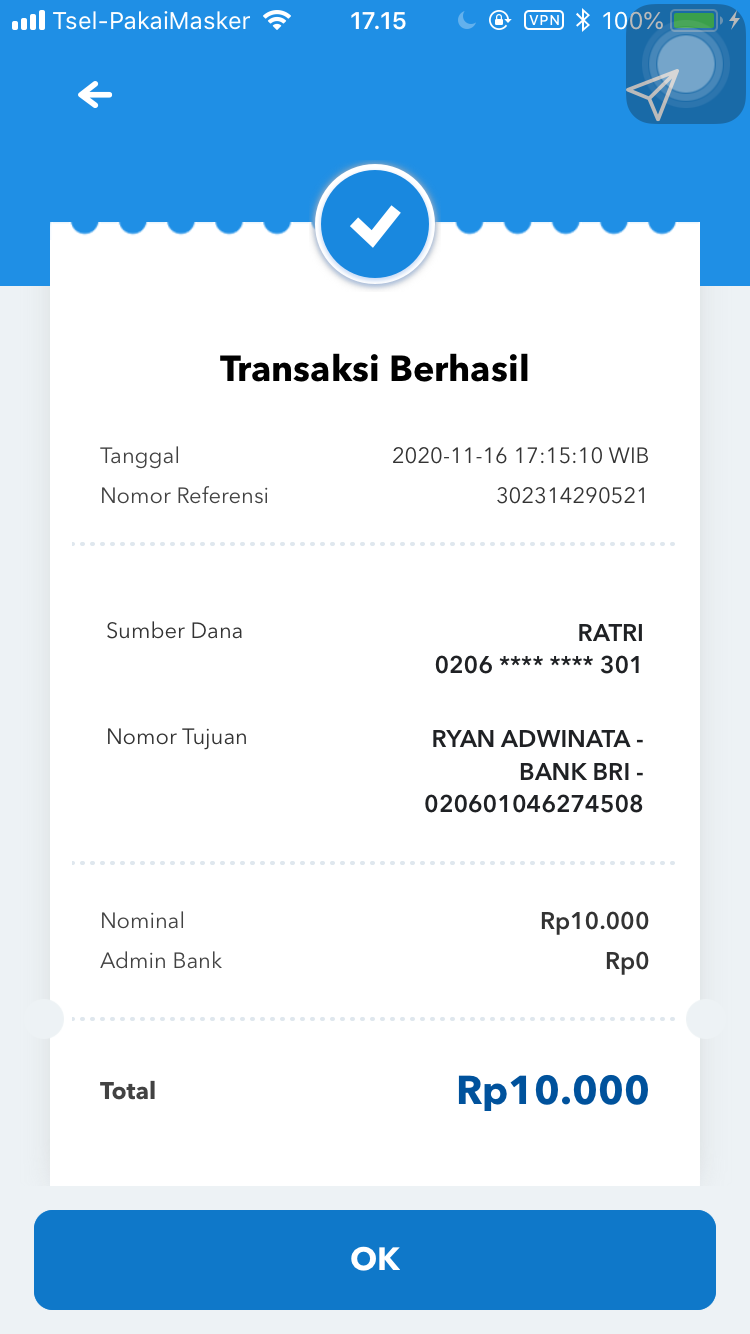 Tsel-PakaiMasker 17.15 VPN 100%
Transaksi Berhasil
Tanggal 2020-11-16 17:15:10 WIB
Nomor Referensi 302314290521
Sumber Dana RATRI
0206 **** **** 301
Nomor Tujuan RYAN ADWINATA -
BANK BRI -
020601046274508
Nominal Rp10.000
Admin Bank Rp0
Total Rp10.000
OK